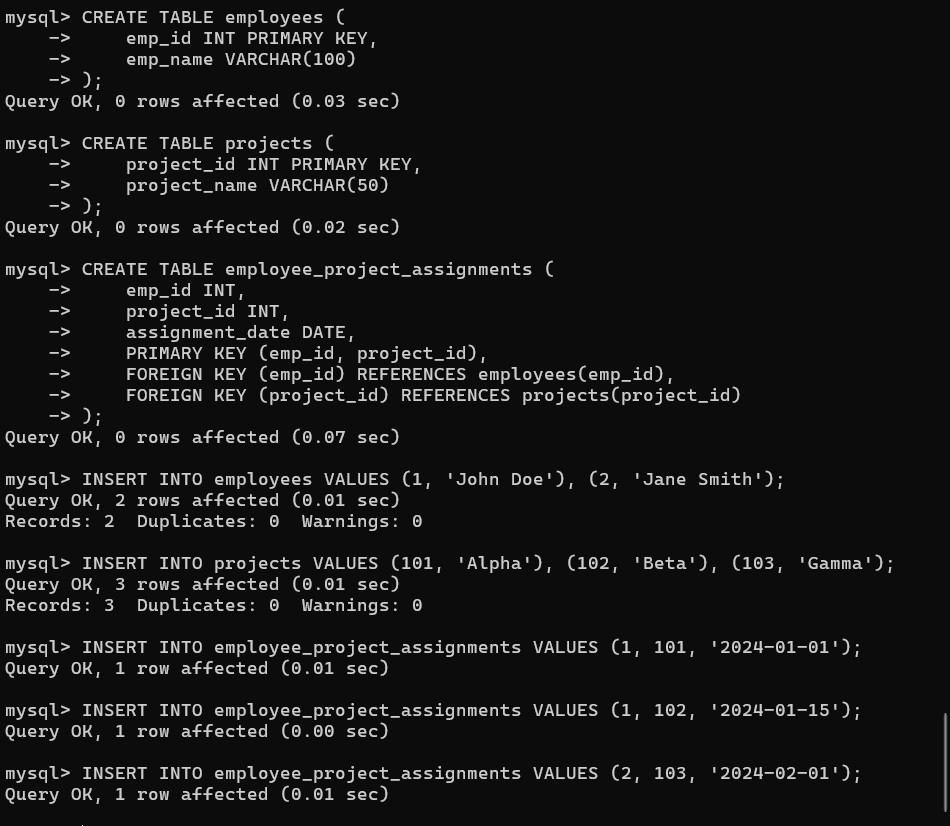 mysql> CREATE TABLE employees (
    ->     emp_id INT PRIMARY KEY,
    ->     emp_name VARCHAR(100)
    -> );
Query OK, 0 rows affected (0.03 sec)

mysql> CREATE TABLE projects (
    ->     project_id INT PRIMARY KEY,
    ->     project_name VARCHAR(50)
    -> );
Query OK, 0 rows affected (0.02 sec)

mysql> CREATE TABLE employee_project_assignments (
    ->     emp_id INT,
    ->     project_id INT,
    ->     assignment_date DATE,
    ->     PRIMARY KEY (emp_id, project_id),
    ->     FOREIGN KEY (emp_id) REFERENCES employees(emp_id),
    ->     FOREIGN KEY (project_id) REFERENCES projects(project_id)
    -> );
Query OK, 0 rows affected (0.07 sec)

mysql> INSERT INTO employees VALUES (1, 'John Doe'), (2, 'Jane Smith');
Query OK, 2 rows affected (0.01 sec)
Records: 2  Duplicates: 0  Warnings: 0

mysql> INSERT INTO projects VALUES (101, 'Alpha'), (102, 'Beta'), (103, 'Gamma');
Query OK, 3 rows affected (0.01 sec)
Records: 3  Duplicates: 0  Warnings: 0

mysql> INSERT INTO employee_project_assignments VALUES (1, 101, '2024-01-01');
Query OK, 1 row affected (0.01 sec)

mysql> INSERT INTO employee_project_assignments VALUES (1, 102, '2024-01-15');
Query OK, 1 row affected (0.00 sec)

mysql> INSERT INTO employee_project_assignments VALUES (2, 103, '2024-02-01');
Query OK, 1 row affected (0.01 sec)